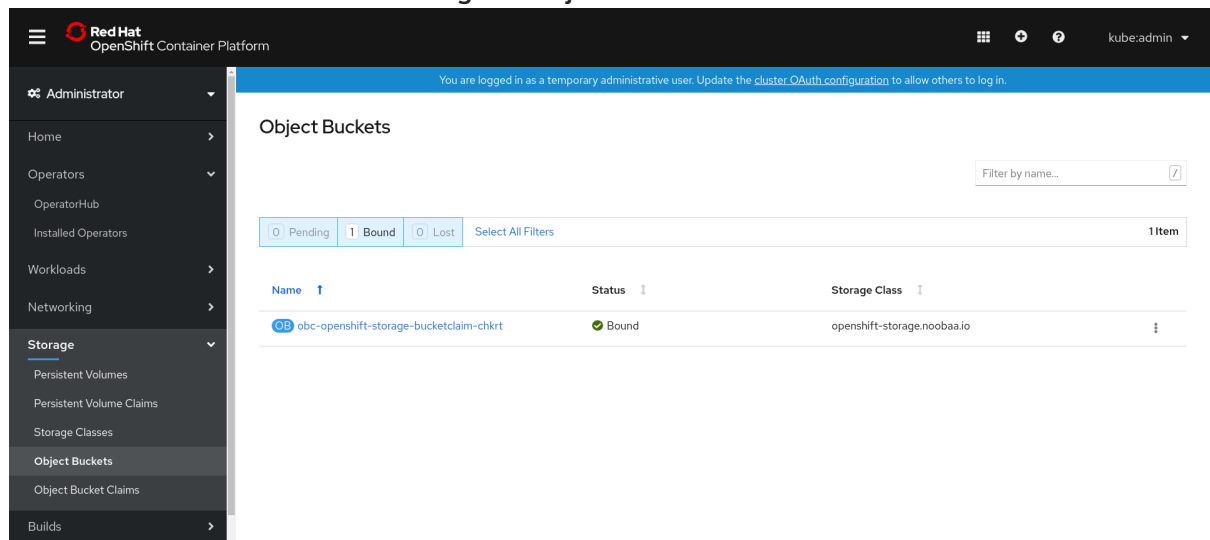 Red Hat
OpenShift Container Platform
kube:admin
You are logged in as a temporary administrative user. Update the cluster OAuth configuration to allow others to log in.
Administrator
Home
Operators
OperatorHub
Installed Operators
Workloads
Networking
Storage
Persistent Volumes
Persistent Volume Claims
Storage Classes
Object Buckets
Object Bucket Claims
Builds
Object Buckets
Filter by name... /
0 Pending 1 Bound 0 Lost Select All Filters 1 Item
Name Status Storage Class
OB obc-openshift-storage-bucketclaim-chkrt Bound openshift-storage.noobaa.io